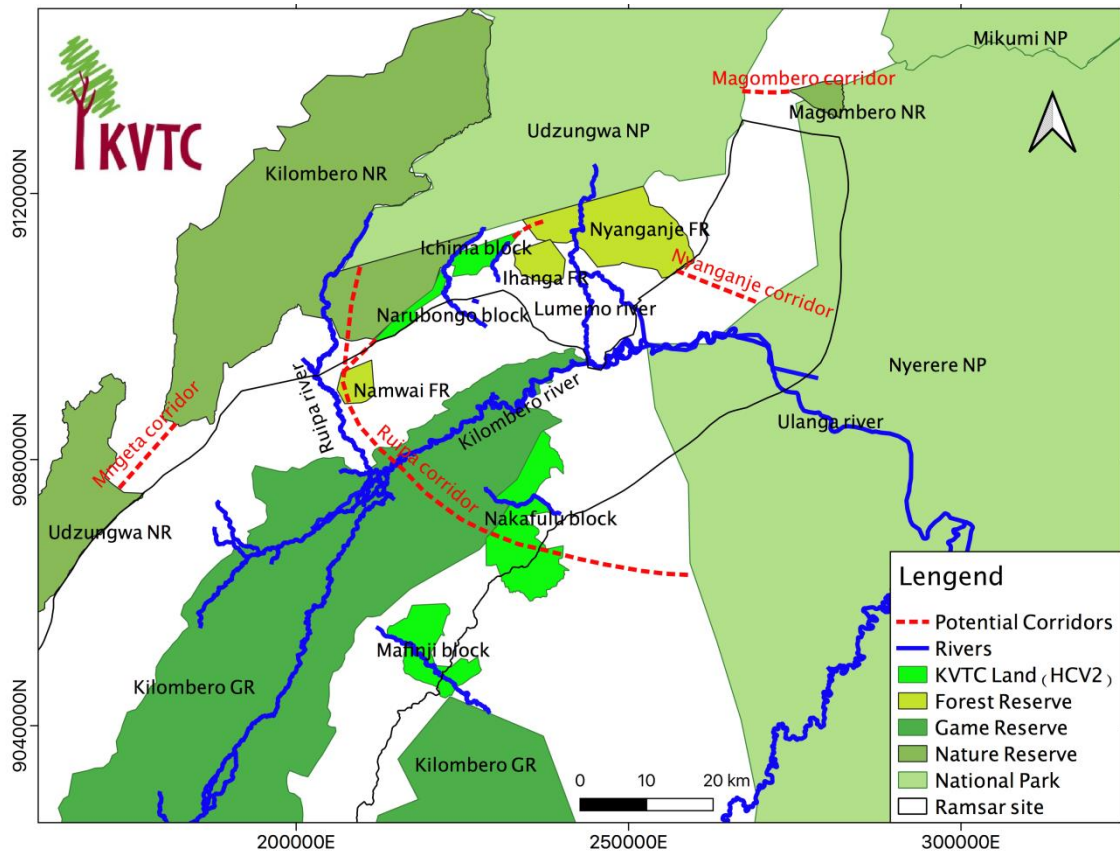 KVTC
Mikumi NP
Magombero corridor
Magombero NR
Udzungwa NP
Kilombero NR
9120000N
Nyanganje FR
Ichima block
Ihanga FR
Nyanganje corridor
Narubongo block
Lumemo river
Nyerere NP
Namwai FR
Ruipa river
Kilombero river
Mngeta corridor
Ulanga river
9080000N
Ruipa corridor
Nakafulu block
Udzungwa NR
Mafinji block
Kilombero GR
9040000N
Kilombero GR
0 10 20 km
Lengend
Potential Corridors
Rivers
KVTC Land (HCV2)
Forest Reserve
Game Reserve
Nature Reserve
National Park
Ramsar site
200000E 250000E 300000E